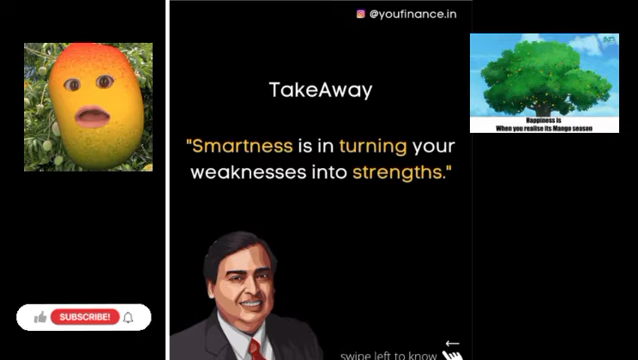 @youfinance.in
TakeAway
"Smartness is in turning your
weaknesses into strengths."
Happiness is
When you realise its Mango season
SUBSCRIBE!
swipe left to know